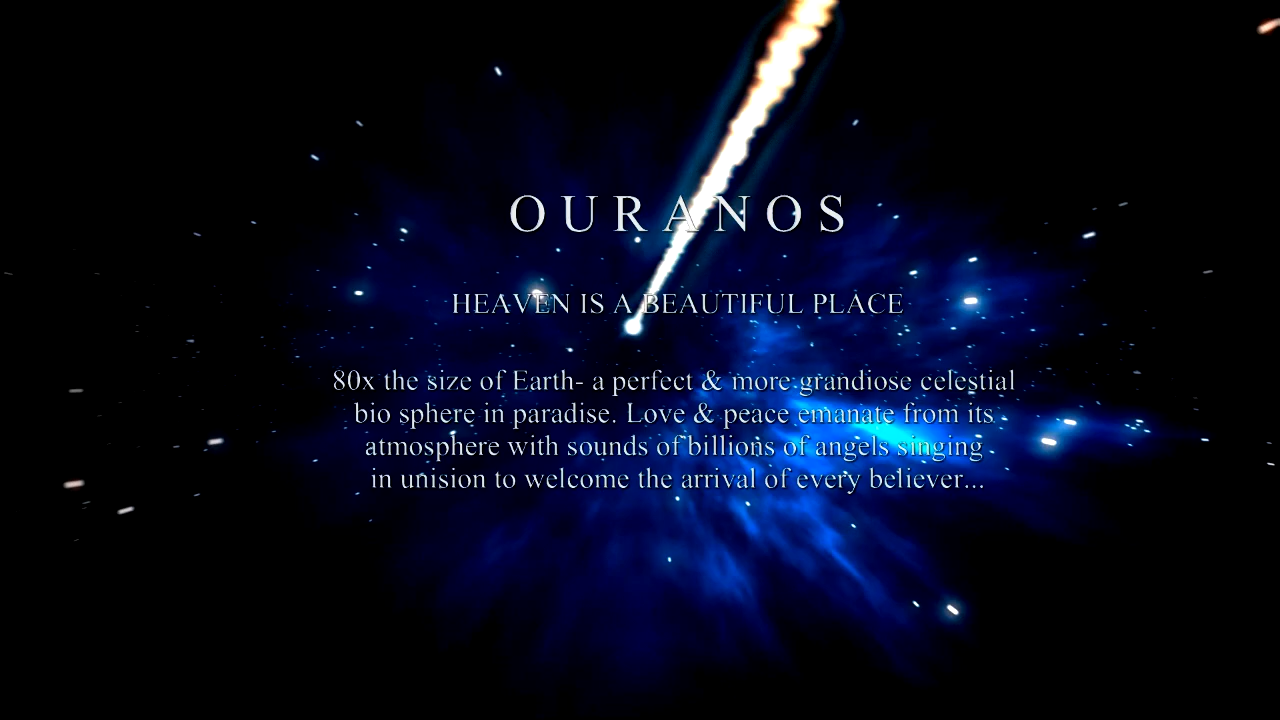 OURANOS
HEAVEN IS A BEAUTIFUL PLACE
80x the size of Earth- a perfect & more grandiose celestial
bio sphere in paradise. Love & peace emanate from its
atmosphere with sounds of billions of angels singing
in unision to welcome the arrival of every believer...